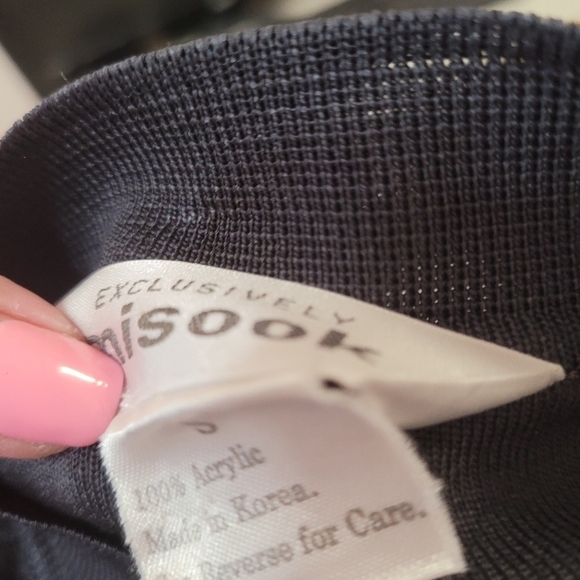 EXCLUSIVELY
misook
S
100% Acrylic
Made in Korea.
Reverse for Care.